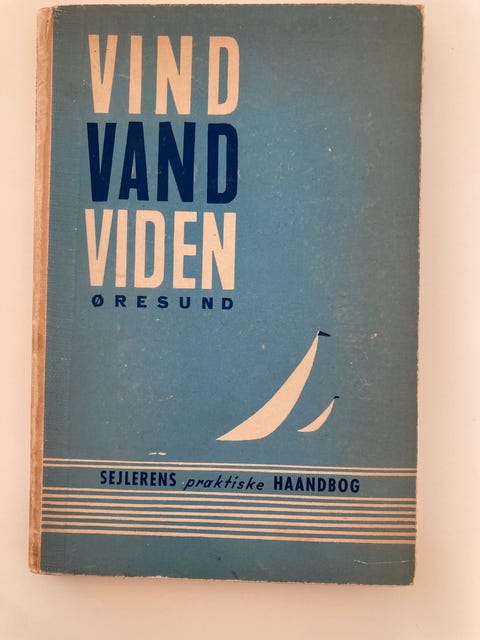 VIND
VAND
VIDEN
ØRESUND
SEJLERENS praktiske HAANDBOG